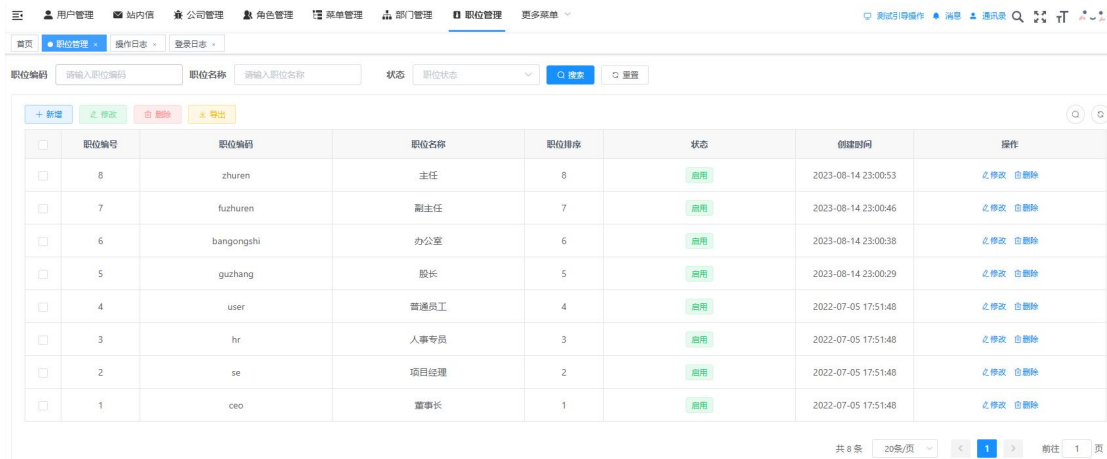 用户管理 站内信 公司管理 角色管理 菜单管理 部门管理 职位管理 更多菜单 测试引导操作 消息 通讯录
首页 职位管理 × 操作日志 × 登录日志 ×
职位编码 请输入职位编码 职位名称 请输入职位名称 状态 职位状态 搜索 重置
+ 新增 修改 删除 导出
职位编号 职位编码 职位名称 职位排序 状态 创建时间 操作
8 zhuren 主任 8 启用 2023-08-14 23:00:53 修改 删除
7 fuzhuren 副主任 7 启用 2023-08-14 23:00:46 修改 删除
6 bangongshi 办公室 6 启用 2023-08-14 23:00:38 修改 删除
5 guzhang 股长 5 启用 2023-08-14 23:00:29 修改 删除
4 user 普通员工 4 启用 2022-07-05 17:51:48 修改 删除
3 hr 人事专员 3 启用 2022-07-05 17:51:48 修改 删除
2 se 项目经理 2 启用 2022-07-05 17:51:48 修改 删除
1 ceo 董事长 1 启用 2022-07-05 17:51:48 修改 删除
共 8 条 20条/页 < 1 > 前往 1 页